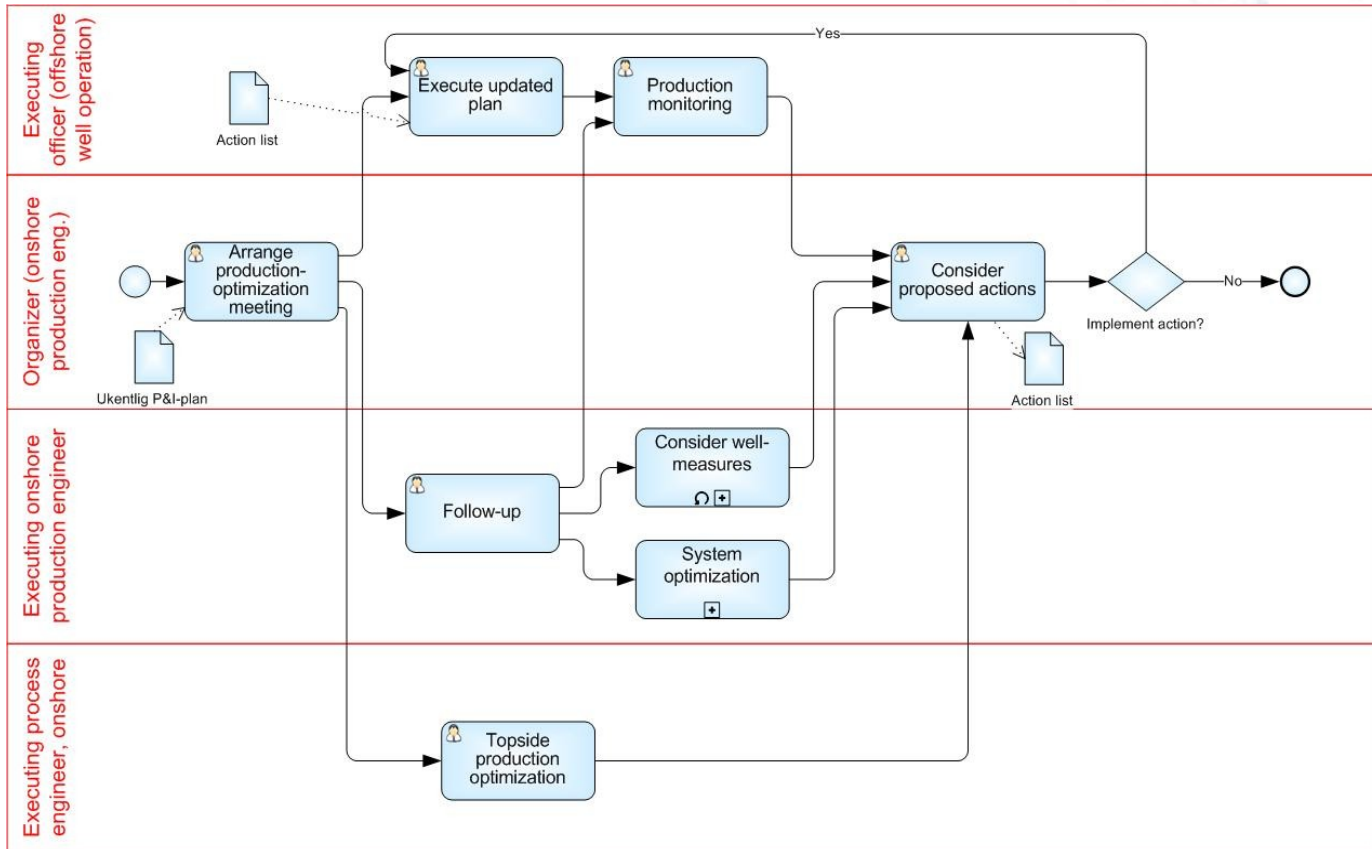 Executing
officer (offshore
well operation)
Yes
Execute updated
plan
Production
monitoring
Action list
Organizer (onshore
production eng.)
Arrange
production-
optimization
meeting
Ukentlig P&I-plan
Consider
proposed actions
Implement action?
No
Action list
Executing onshore
production engineer
Follow-up
Consider well-
measures
System
optimization
Executing process
engineer, onshore
Topside
production
optimization